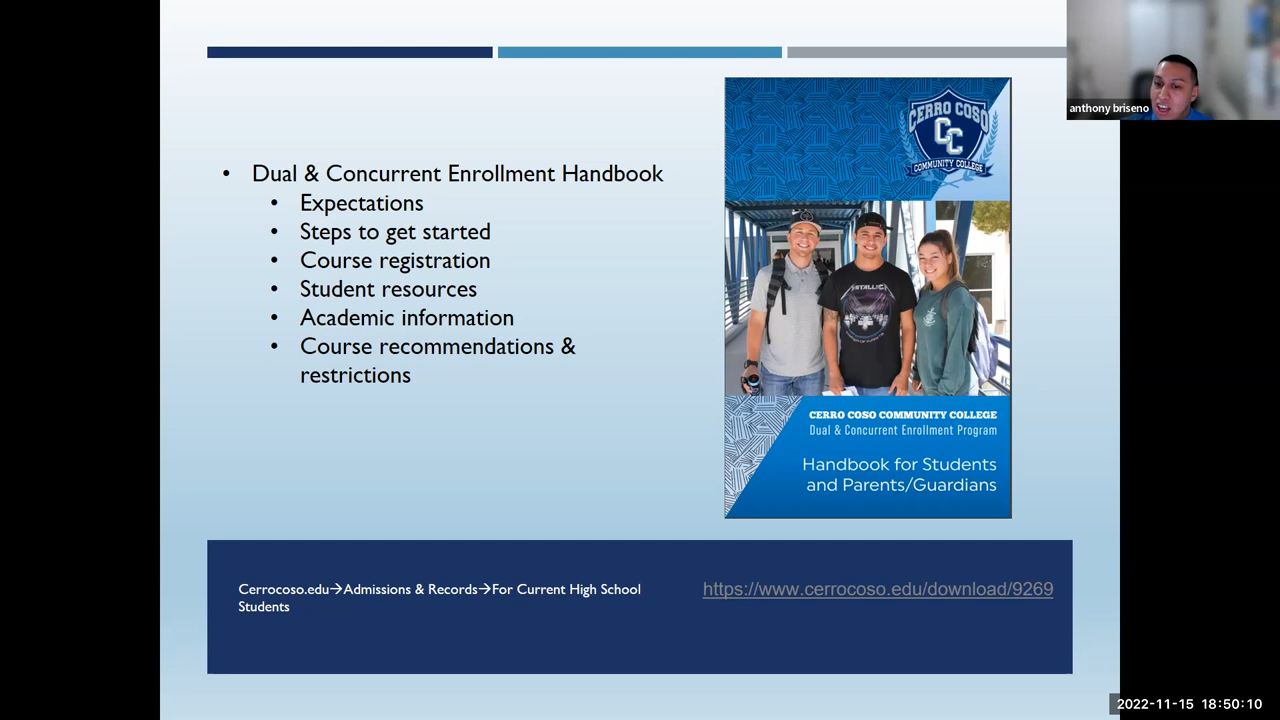 anthony briseno
• Dual & Concurrent Enrollment Handbook
• Expectations
• Steps to get started
• Course registration
• Student resources
• Academic information
• Course recommendations &
restrictions
CERRO COSO
CC
COMMUNITY COLLEGE
METALLICA
CERRO COSO COMMUNITY COLLEGE
Dual & Concurrent Enrollment Program
Handbook for Students
and Parents/Guardians
Cerrocoso.edu→Admissions & Records→For Current High School
Students
https://www.cerrocoso.edu/download/9269
2022-11-15 18:50:10